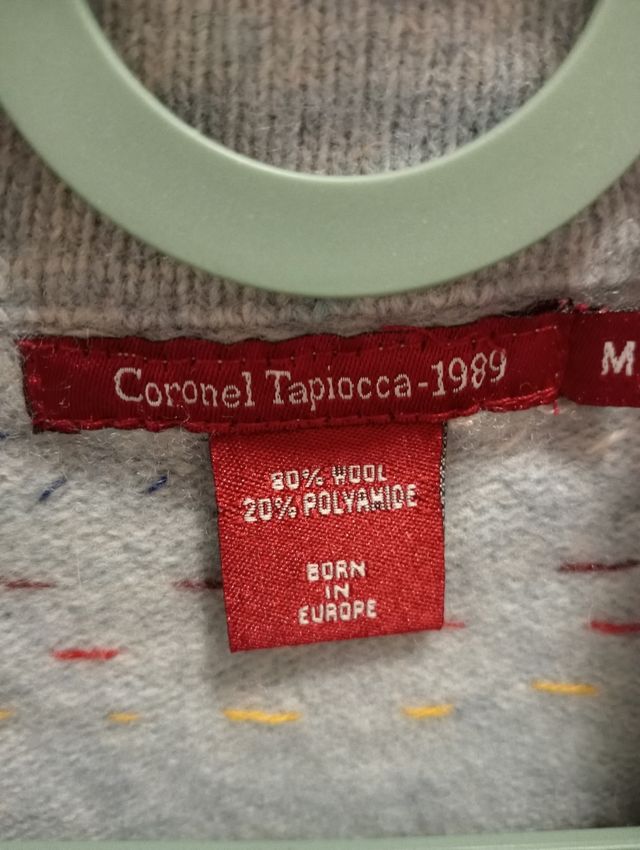 Coronel Tapiocca-1989
M
80% WOOL
20% POLYAMIDE
BORN
IN
EUROPE